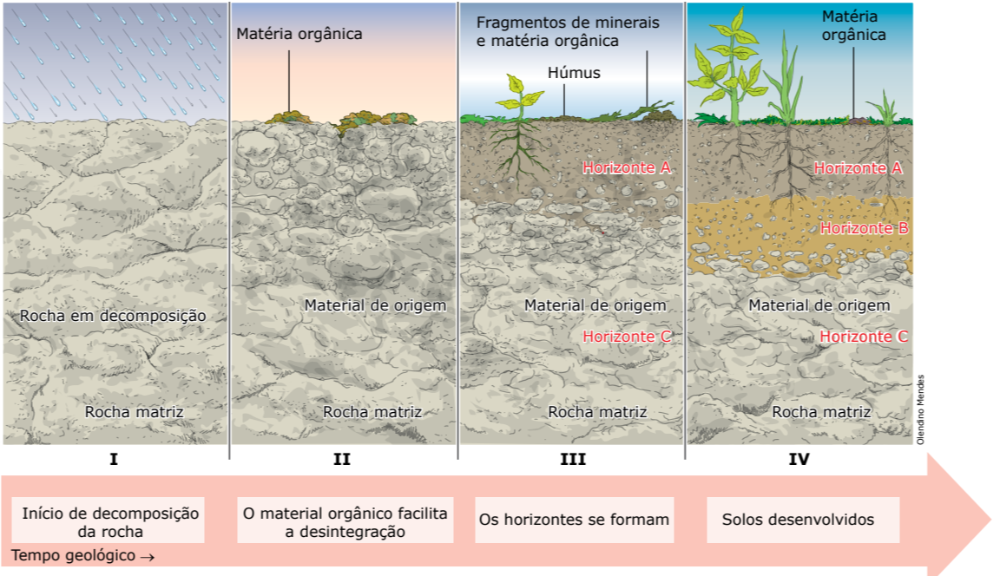 Matéria orgânica
Fragmentos de minerais
e matéria orgânica
Húmus
Matéria
orgânica
Rocha em decomposição
Rocha matriz
Material de origem
Rocha matriz
Horizonte A
Material de origem
Horizonte C
Rocha matriz
Horizonte A
Horizonte B
Material de origem
Horizonte C
Rocha matriz
Olendino Mendes
I
II
III
IV
Início de decomposição
da rocha
O material orgânico facilita
a desintegração
Os horizontes se formam
Solos desenvolvidos
Tempo geológico →